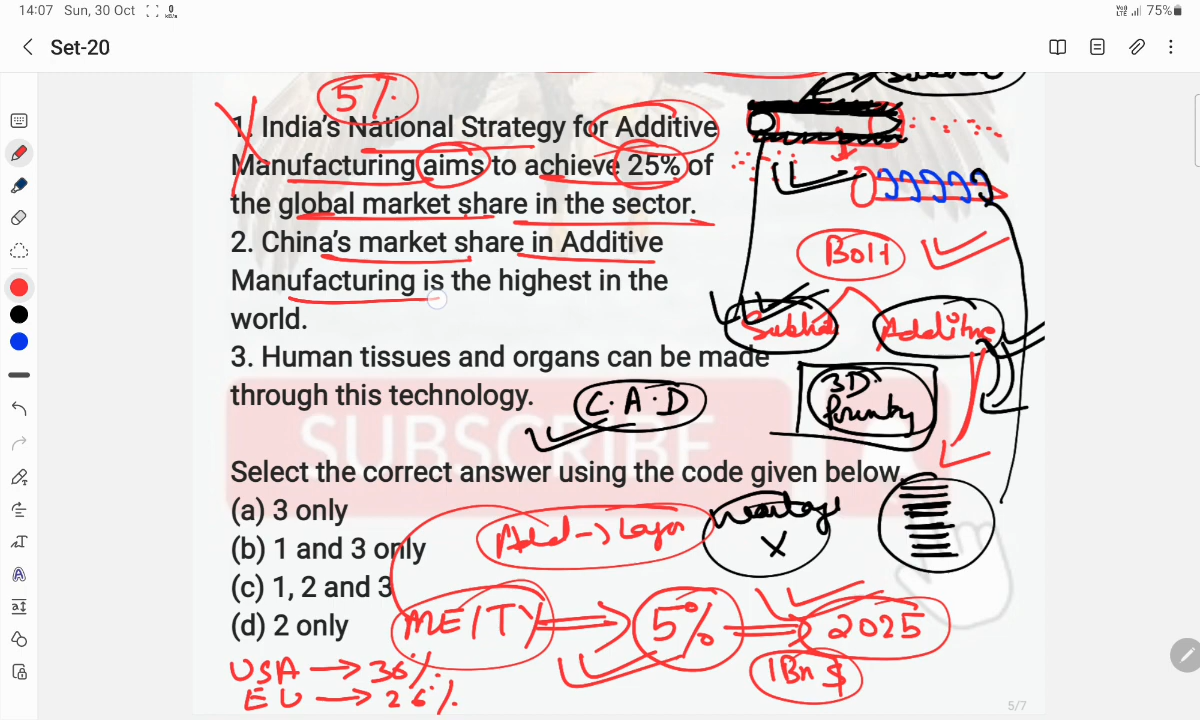 14:07 Sun, 30 Oct
75%
Set-20
5%
1. India's National Strategy for Additive
Manufacturing aims to achieve 25% of
the global market share in the sector.
2. China's market share in Additive
Manufacturing is the highest in the
world.
3. Human tissues and organs can be made
through this technology.
Bolt
Additive
C.A.D
3D
SUBSCRIBE
Select the correct answer using the code given below.
(a) 3 only
(b) 1 and 3 only
(c) 1, 2 and 3
(d) 2 only
Add → Layer
X
MEITY ⇒ 5% ⇒ 2025
1Bn $
USA → 36%
EU → 26%
5/7